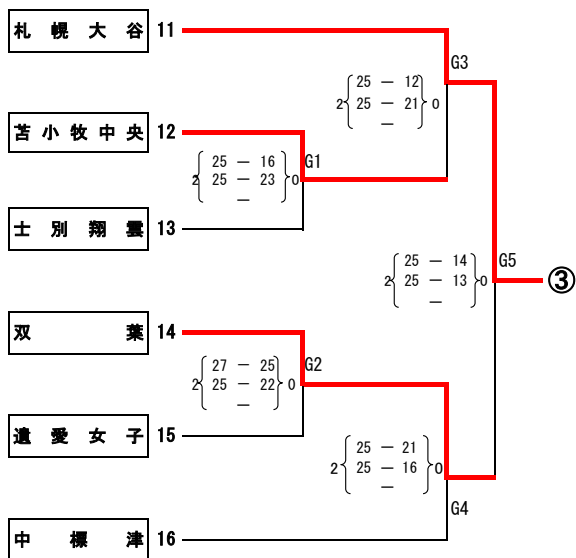 札幌大谷 11
G3
25 — 12
2 25 — 21 0
—
苫小牧中央 12
G1
25 — 16
2 25 — 23 0
—
士別翔雲 13
G5
25 — 14
2 25 — 13 0
—
③
双葉 14
G2
27 — 25
2 25 — 22 0
—
遺愛女子 15
25 — 21
2 25 — 16 0
—
G4
中標津 16